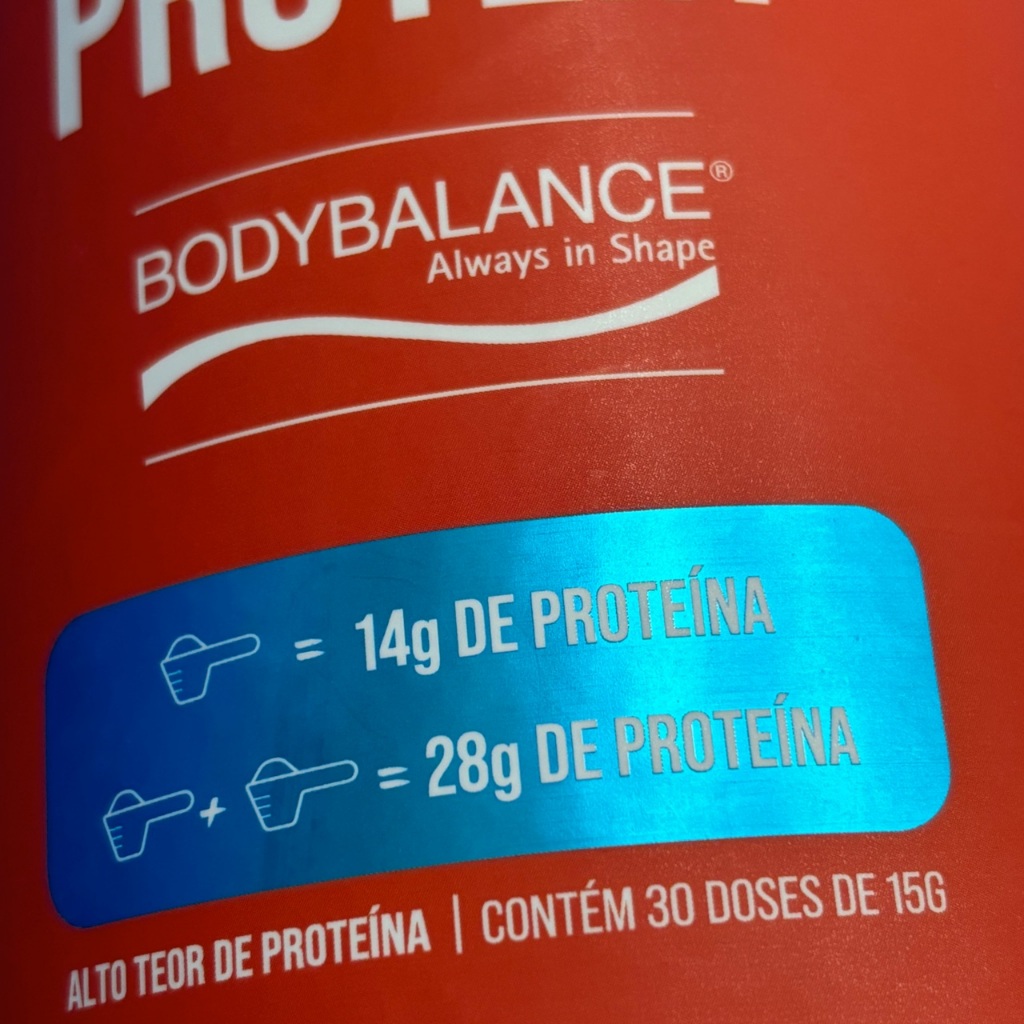 BODYBALANCE®
Always in Shape
= 14g DE PROTEÍNA
+ = 28g DE PROTEÍNA
ALTO TEOR DE PROTEÍNA | CONTÉM 30 DOSES DE 15G